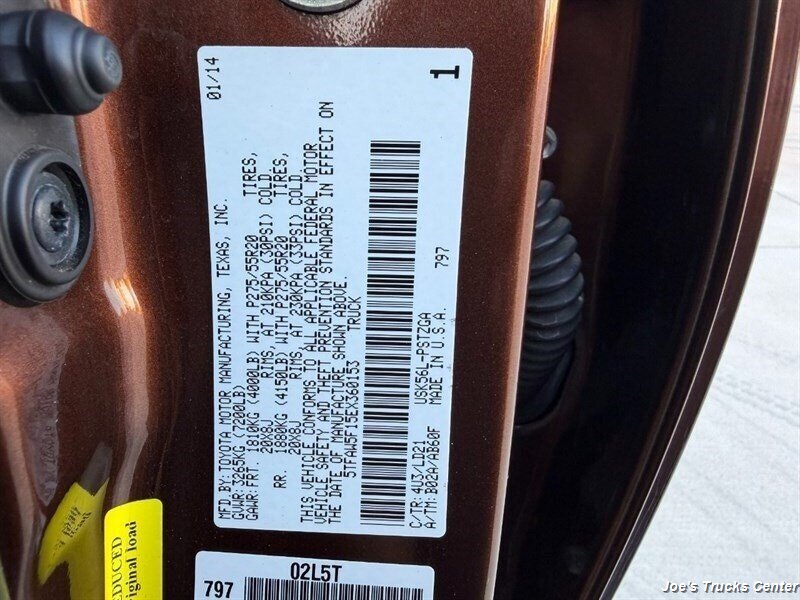 01/14
1
MFD BY: TOYOTA MOTOR MANUFACTURING, TEXAS, INC.
GVWR: 3265KG (7200LB)
GAWR: FRT. 1810KG (4000LB) WITH P275/55R20 TIRES,
20X8J RIMS, AT 210KPA (30PSI) COLD.
RR. 1880KG (4150LB) WITH P275/55R20 TIRES,
20X8J RIMS, AT 230KPA (33PSI) COLD.
THIS VEHICLE CONFORMS TO ALL APPLICABLE FEDERAL MOTOR
VEHICLE SAFETY AND THEFT PREVENTION STANDARDS IN EFFECT ON
THE DATE OF MANUFACTURE SHOWN ABOVE.
5TFAW5F15EX360153 TRUCK
C/TR: 4U3/LD21 USK56L-PSTZGA 797
A/TM: B02A/AB60F MADE IN U.S.A.
02L5T
797
EDUCED
riginal load
Joe's Trucks Center